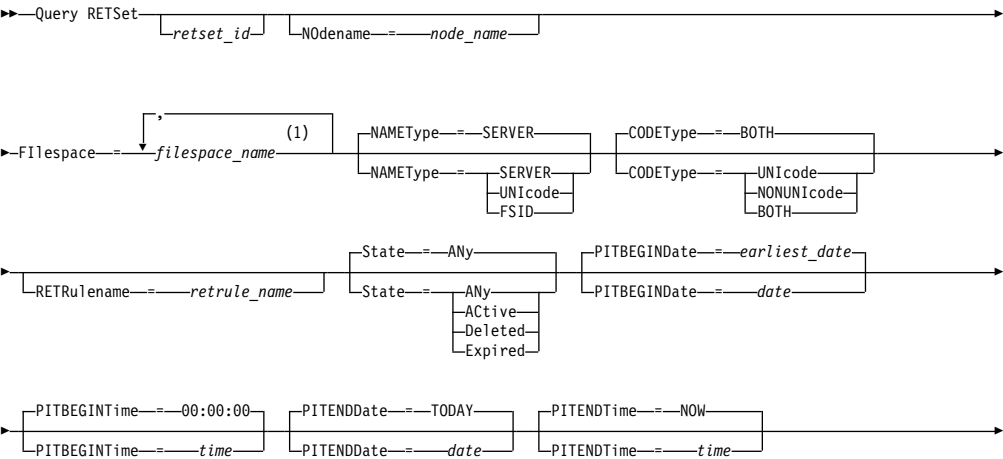 Query RETSet
retset_id
NOdename = node_name
,
(1)
FIlespace = filespace_name
NAMEType = SERVER
NAMEType = SERVER
UNIcode
FSID
CODEType = BOTH
CODEType = UNIcode
NONUNIcode
BOTH
RETRulename = retrule_name
State = ANy
State = ANy
ACtive
Deleted
Expired
PITBEGINDate = earliest_date
PITBEGINDate = date
PITBEGINTime = 00:00:00
PITBEGINTime = time
PITENDDate = TODAY
PITENDDate = date
PITENDTime = NOW
PITENDTime = time